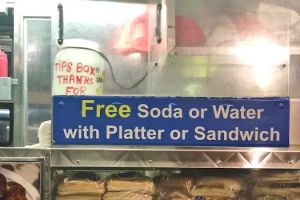 TIPS BOX
THANKS
FOR
Free Soda or Water
with Platter or Sandwich